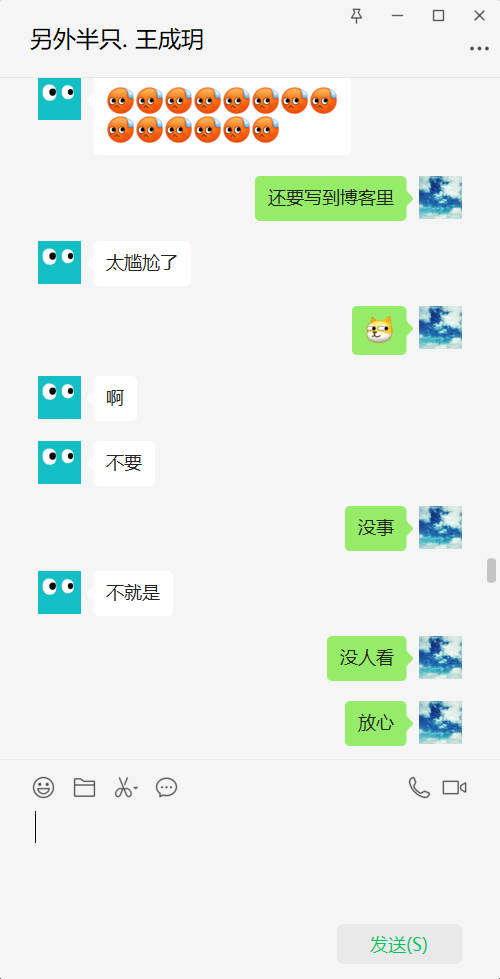 另外半只. 王成玥
还要写到博客里
太尴尬了
啊
不要
没事
不就是
没人看
放心
发送(S)